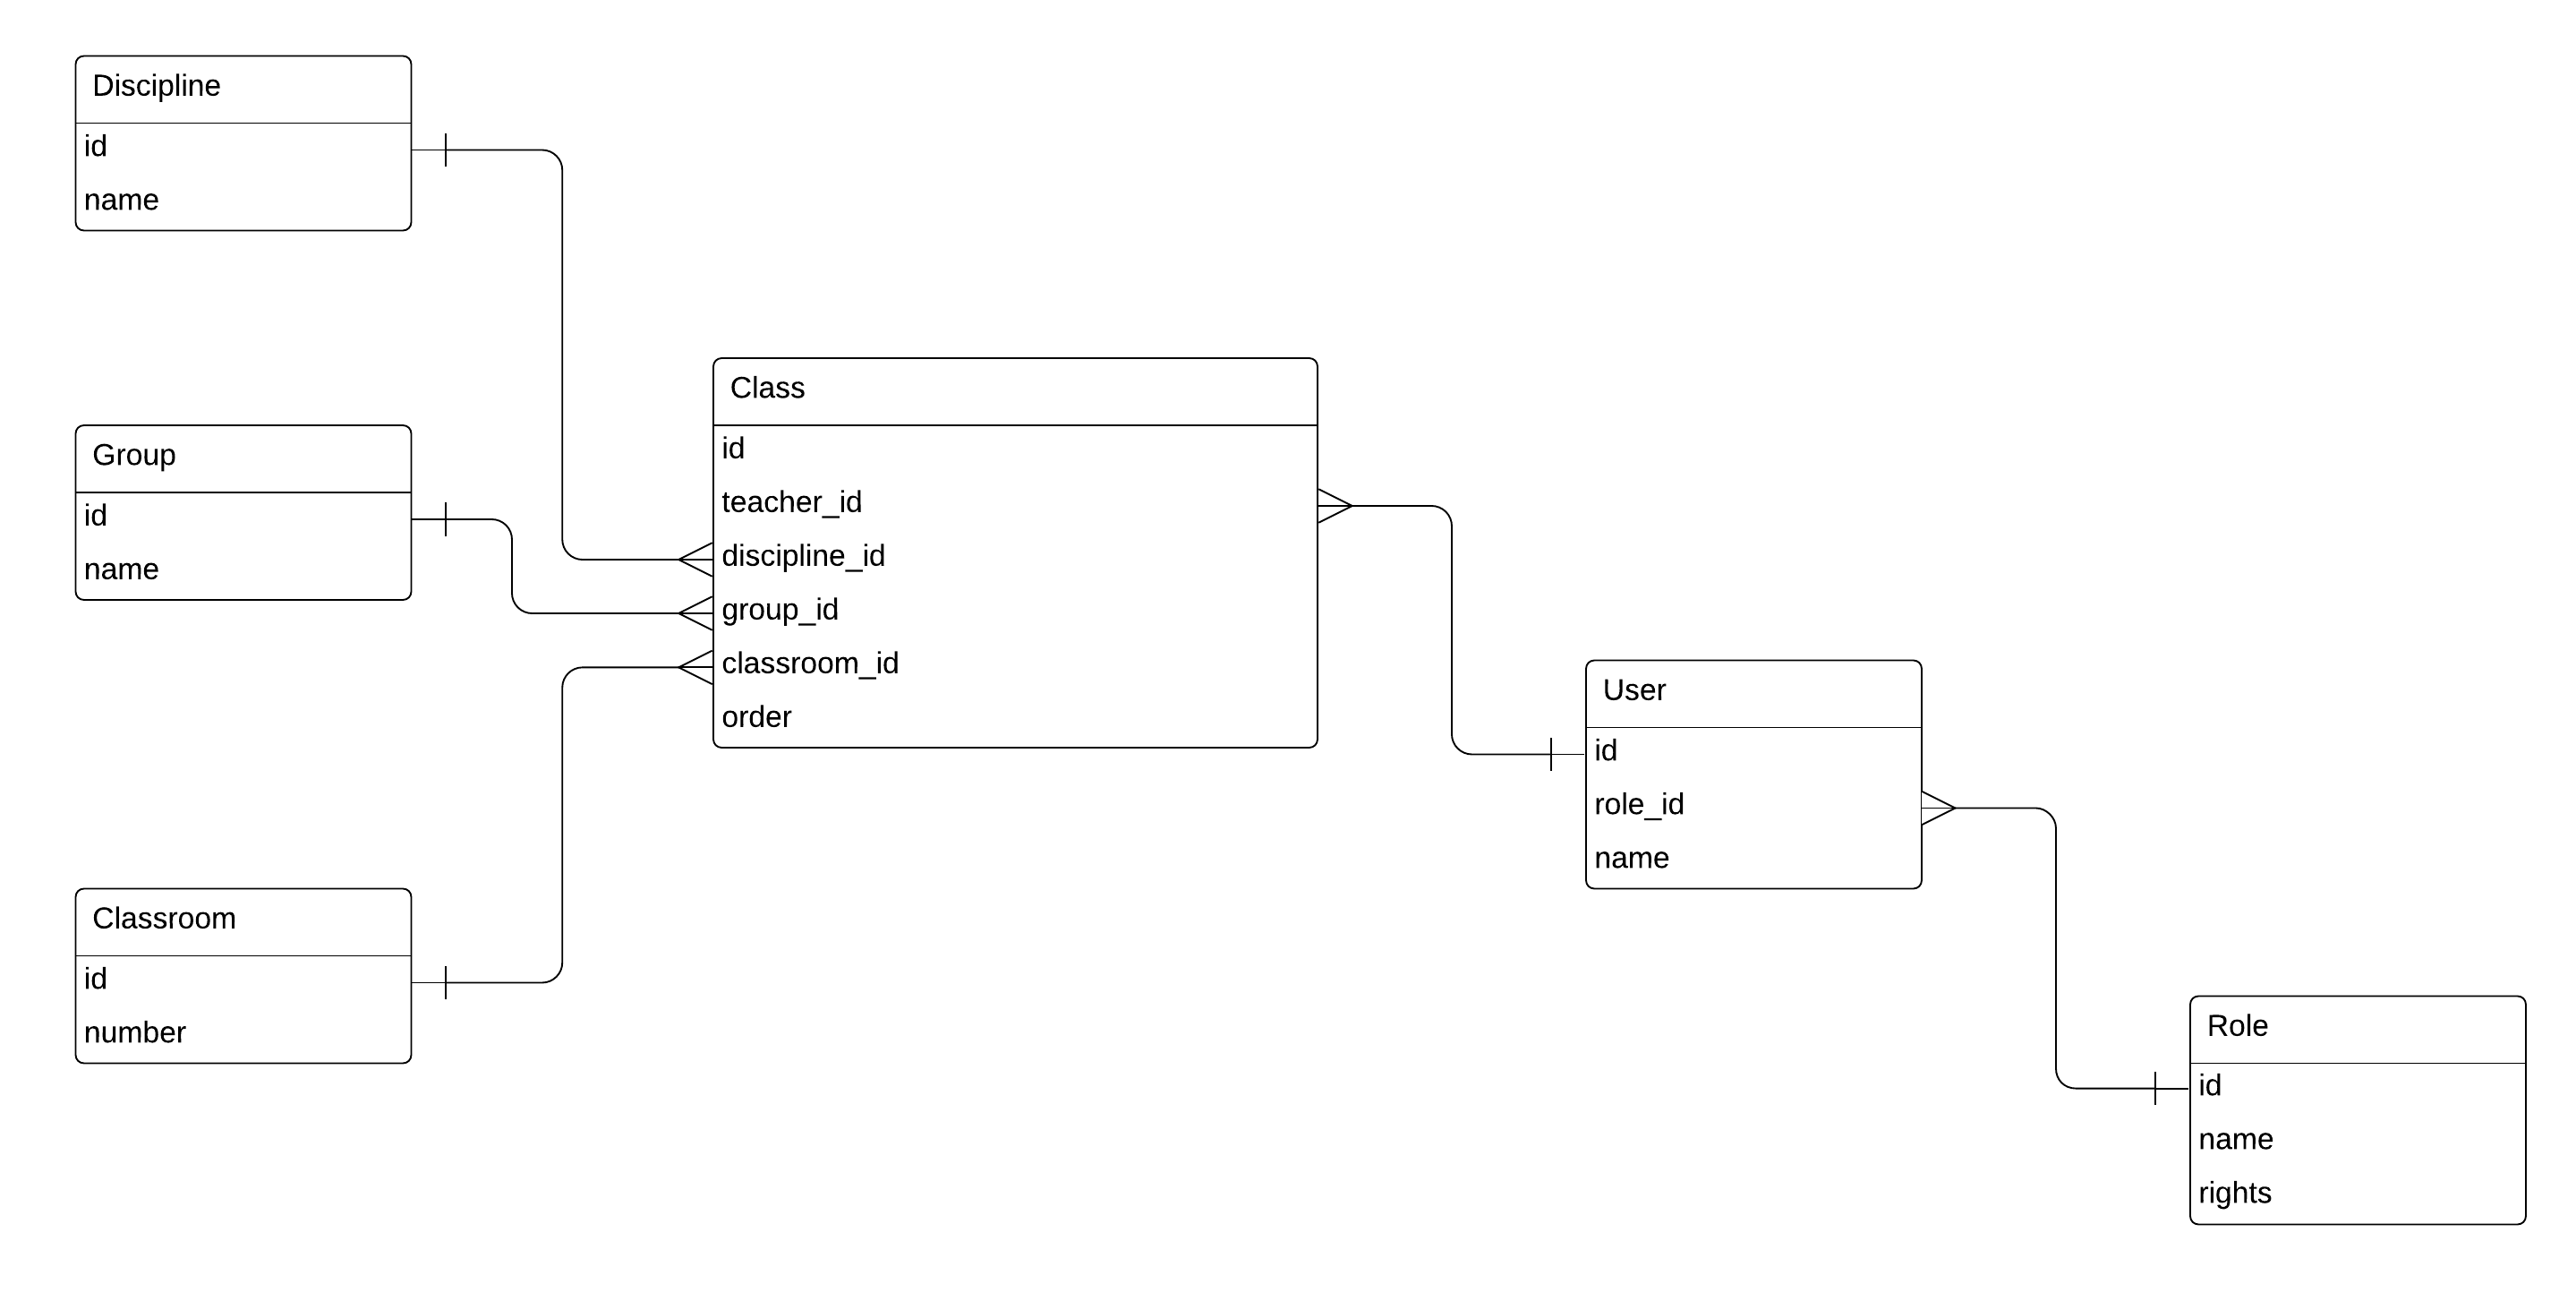 Discipline
id
name
Group
id
name
Classroom
id
number
Class
id
teacher_id
discipline_id
group_id
classroom_id
order
User
id
role_id
name
Role
id
name
rights